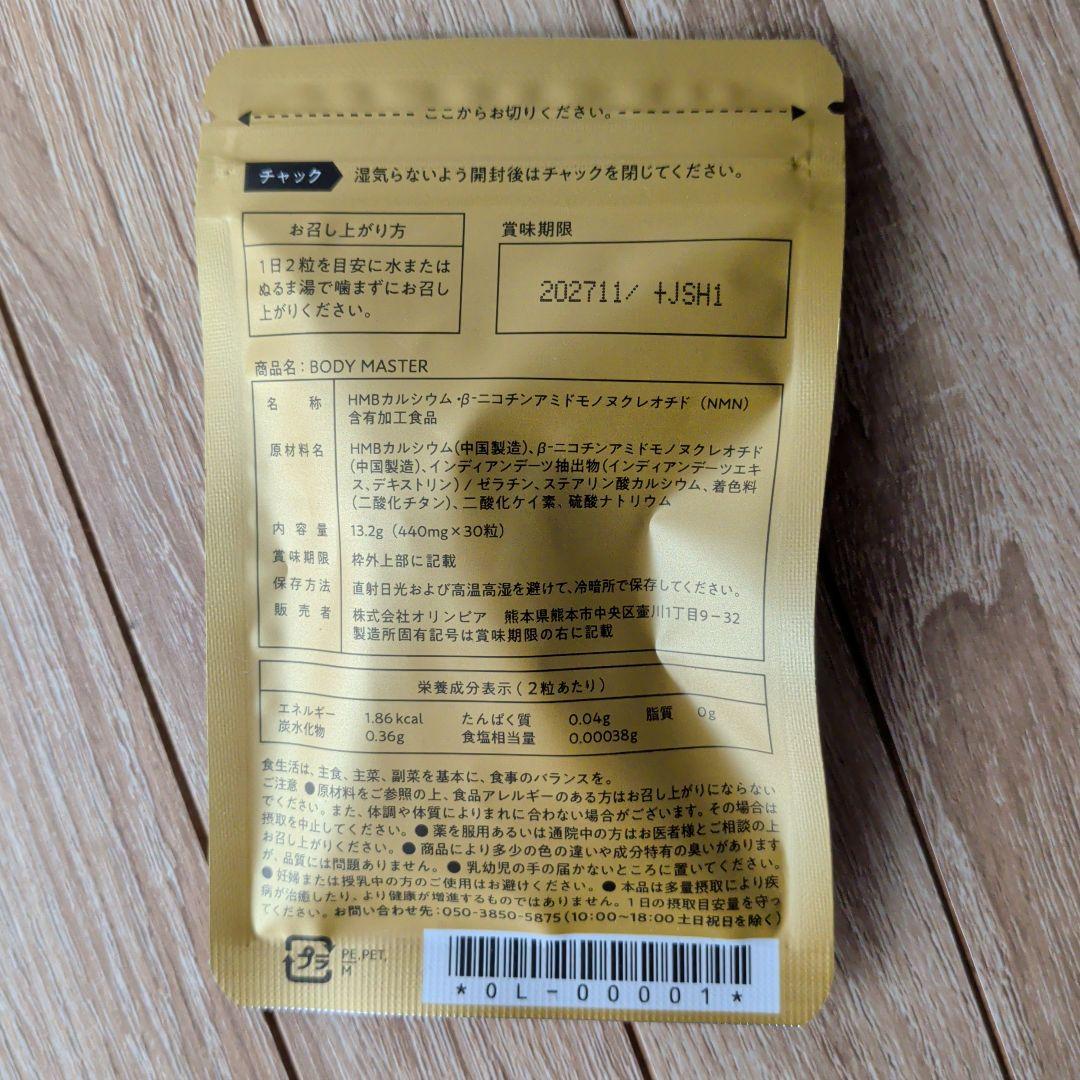 ここからお切りください。
チャック 湿気らないよう開封後はチャックを閉じてください。
お召し上がり方
1日2粒を目安に水または
ぬるま湯で噛まずにお召し
上がりください。
賞味期限
202711/ +JSH1
商品名：BODY MASTER
名称 HMBカルシウム・β-ニコチンアミドモノヌクレオチド（NMN）
含有加工食品
原材料名 HMBカルシウム(中国製造)、β-ニコチンアミドモノヌクレオチド
(中国製造)、インディアンデーツ抽出物(インディアンデーツエキ
ス、デキストリン) / ゼラチン、ステアリン酸カルシウム、着色料
(二酸化チタン)、二酸化ケイ素、硫酸ナトリウム
内容量 13.2g（440mg×30粒）
賞味期限 枠外上部に記載
保存方法 直射日光および高温高湿を避けて、冷暗所で保存してください。
販売者 株式会社オリンピア 熊本県熊本市中央区壺川1丁目9−32
製造所固有記号は賞味期限の右に記載
栄養成分表示（2粒あたり）
エネルギー 1.86kcal たんぱく質 0.04g 脂質 0g
炭水化物 0.36g 食塩相当量 0.00038g
食生活は、主食、主菜、副菜を基本に、食事のバランスを。
ご注意 ●原材料をご参照の上、食品アレルギーのある方はお召し上がりにならない
でください。また、体調や体質によりまれに合わない場合がございます。その場合は
摂取を中止してください。●薬を服用あるいは通院中の方はお医者様とご相談の上
お召し上がりください。●商品により多少の色の違いや成分特有の臭いがあります
が、品質には問題ありません。●乳幼児の手の届かないところに置いてください。
●妊婦または授乳中の方のご使用はお避けください。●本品は多量摂取により疾
病が治癒したり、より健康が増進するものではありません。1日の摂取目安量を守っ
てください。お問い合わせ先：050-3850-5875（10:00～18:00 土日祝日を除く）
プラ PE,PET,
M
*OL-00001*